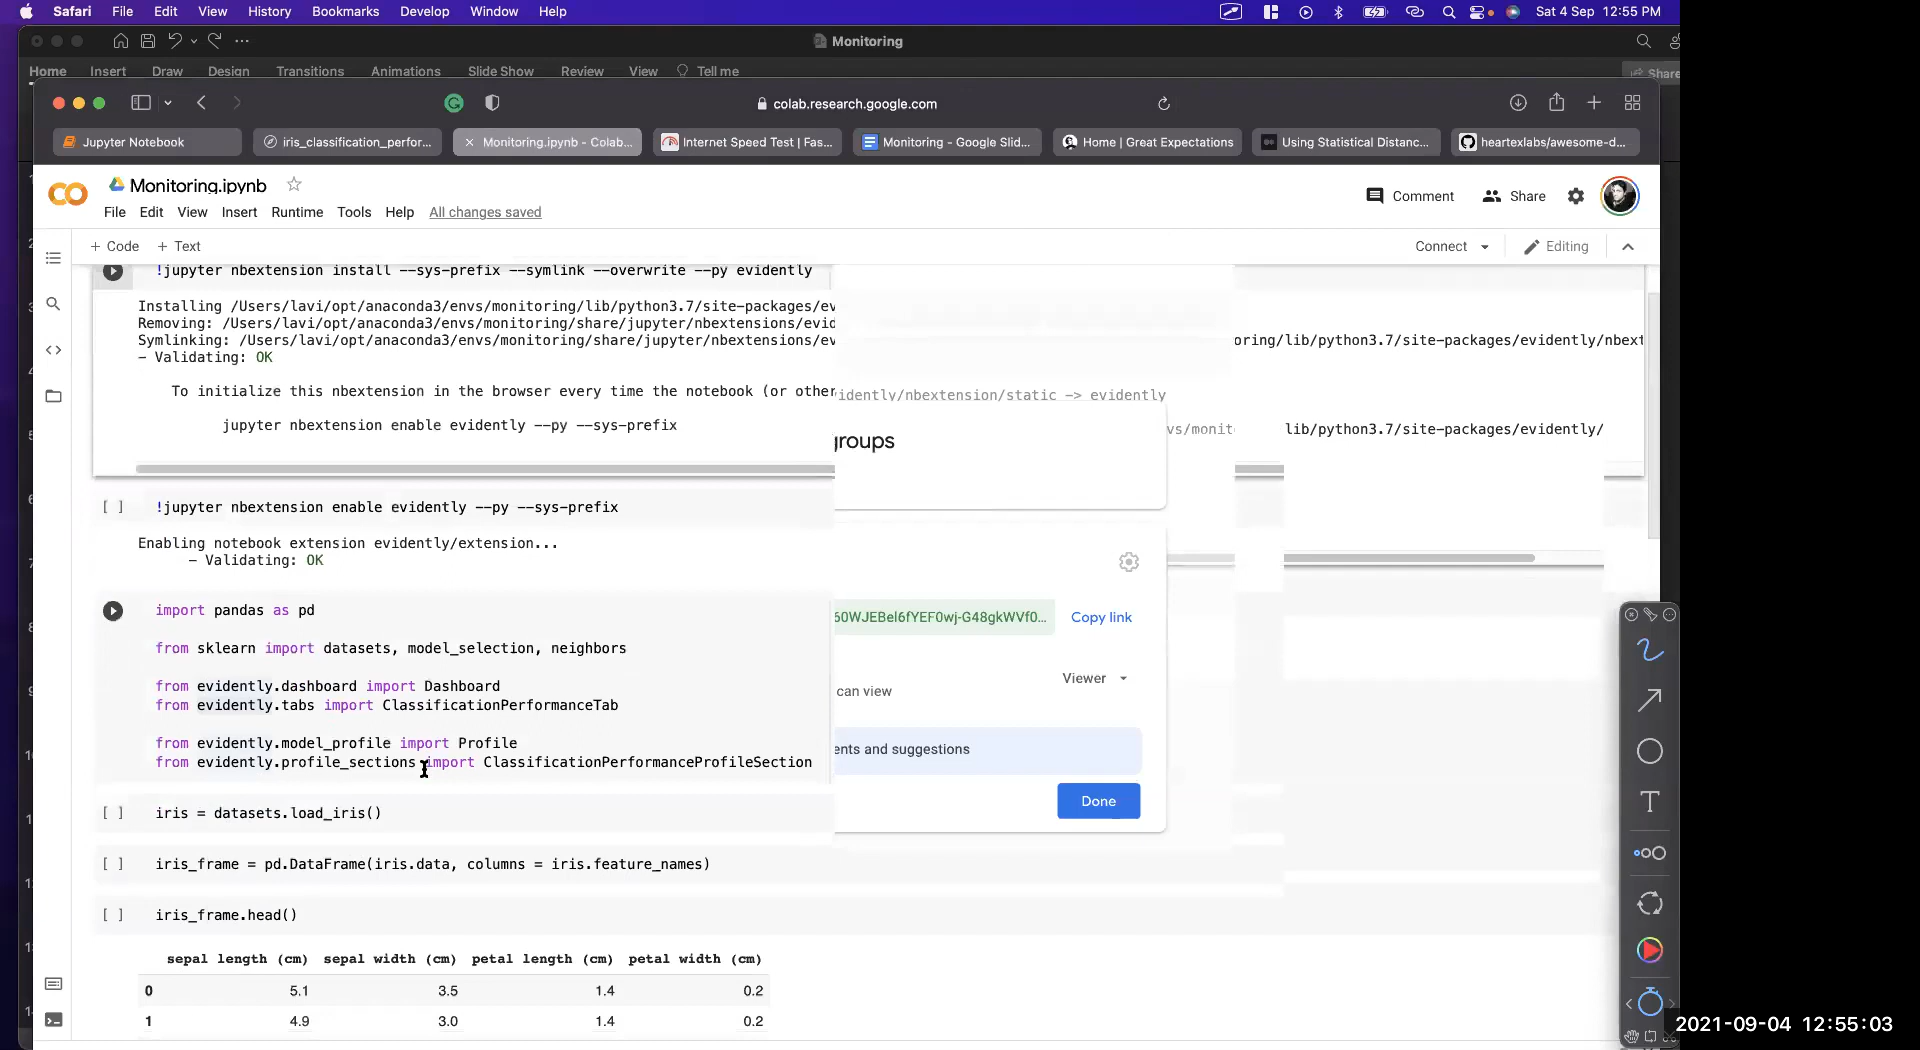 Safari File Edit View History Bookmarks Develop Window Help Sat 4 Sep 12:55 PM
Monitoring
Home Insert Draw Design Transitions Animations Slide Show Review View Tell me Share
colab.research.google.com
Jupyter Notebook iris_classification_perfor... Monitoring.ipynb - Colab... Internet Speed Test | Fas... Monitoring - Google Slid... Home | Great Expectations Using Statistical Distanc... heartexlabs/awesome-d...
Monitoring.ipynb
Comment Share
File Edit View Insert Runtime Tools Help All changes saved
+ Code + Text Connect Editing
!jupyter nbextension install --sys-prefix --symlink --overwrite --py evidently
Installing /Users/lavi/opt/anaconda3/envs/monitoring/lib/python3.7/site-packages/ev
Removing: /Users/lavi/opt/anaconda3/envs/monitoring/share/jupyter/nbextensions/evid
Symlinking: /Users/lavi/opt/anaconda3/envs/monitoring/share/jupyter/nbextensions/ev oring/lib/python3.7/site-packages/evidently/nbext
- Validating: OK
To initialize this nbextension in the browser every time the notebook (or other idently/nbextension/static -> evidently
jupyter nbextension enable evidently --py --sys-prefix vs/monito lib/python3.7/site-packages/evidently/
groups
[ ] !jupyter nbextension enable evidently --py --sys-prefix
Enabling notebook extension evidently/extension...
- Validating: OK
import pandas as pd
60WJEBel6fYEF0wj-G48gkWVf0... Copy link
from sklearn import datasets, model_selection, neighbors
from evidently.dashboard import Dashboard
Viewer
can view
from evidently.tabs import ClassificationPerformanceTab
from evidently.model_profile import Profile
ents and suggestions
from evidently.profile_sections import ClassificationPerformanceProfileSection
Done
[ ] iris = datasets.load_iris()
[ ] iris_frame = pd.DataFrame(iris.data, columns = iris.feature_names)
[ ] iris_frame.head()
sepal length (cm) sepal width (cm) petal length (cm) petal width (cm)
0 5.1 3.5 1.4 0.2
1 4.9 3.0 1.4 0.2
T
2021-09-04 12:55:03